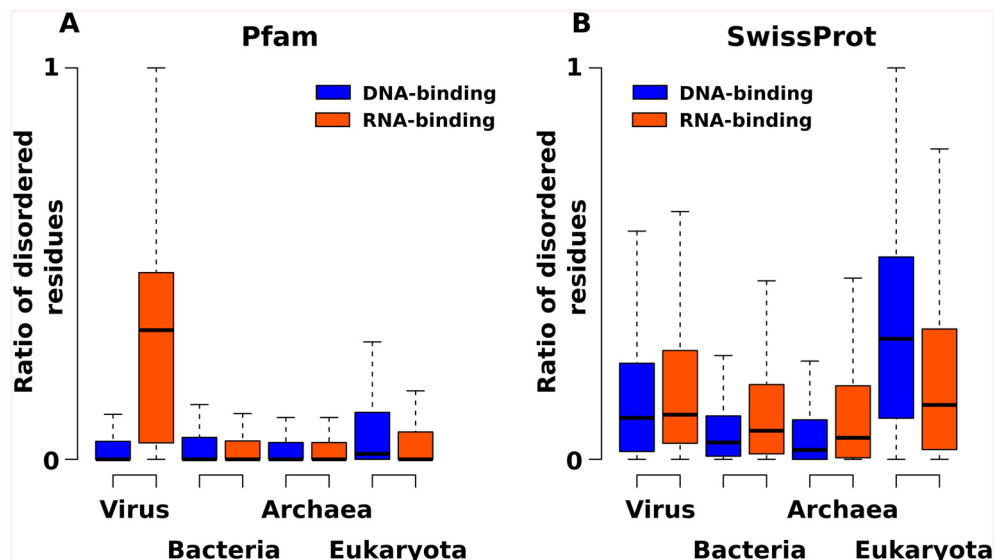 A
Pfam
1
DNA-binding
RNA-binding
Ratio of disordered
residues
0
Virus
Archaea
Bacteria
Eukaryota
B
SwissProt
1
DNA-binding
RNA-binding
Ratio of disordered
residues
0
Virus
Archaea
Bacteria
Eukaryota